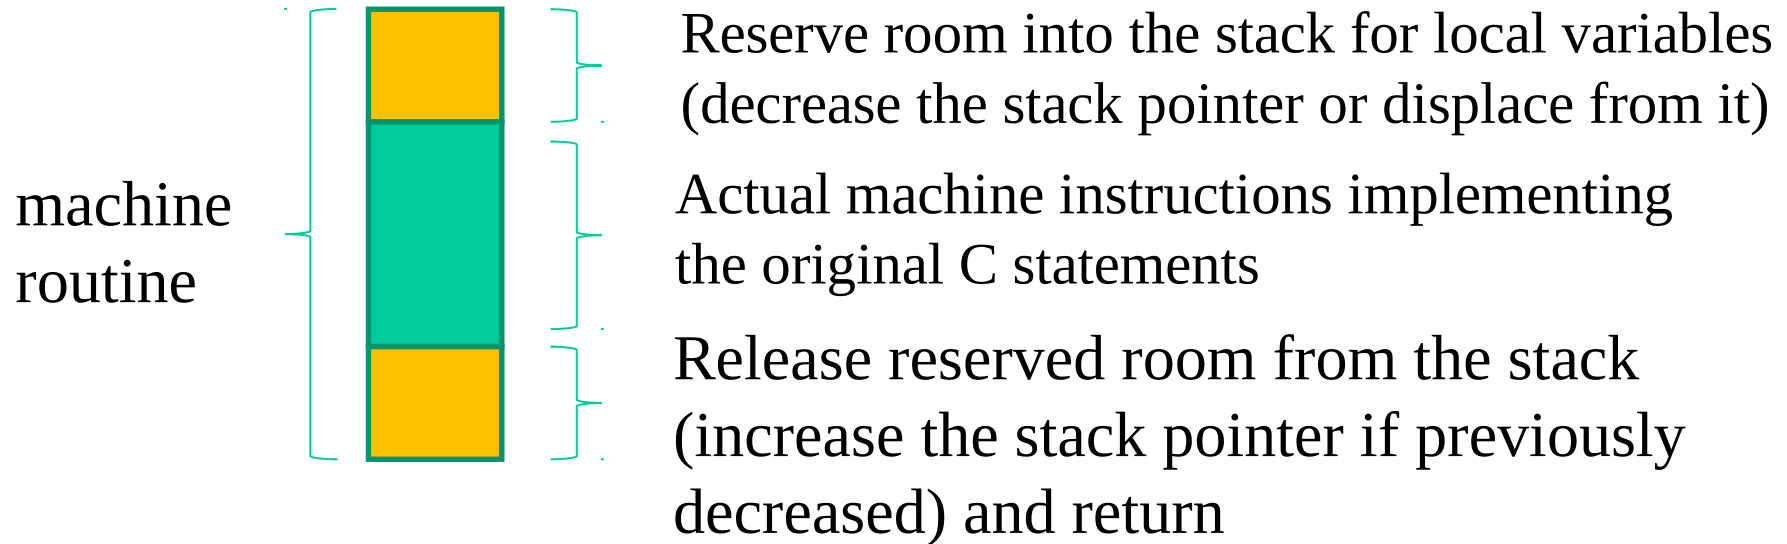 Reserve room into the stack for local variables
(decrease the stack pointer or displace from it)
machine
routine
Actual machine instructions implementing
the original C statements
Release reserved room from the stack
(increase the stack pointer if previously
decreased) and return